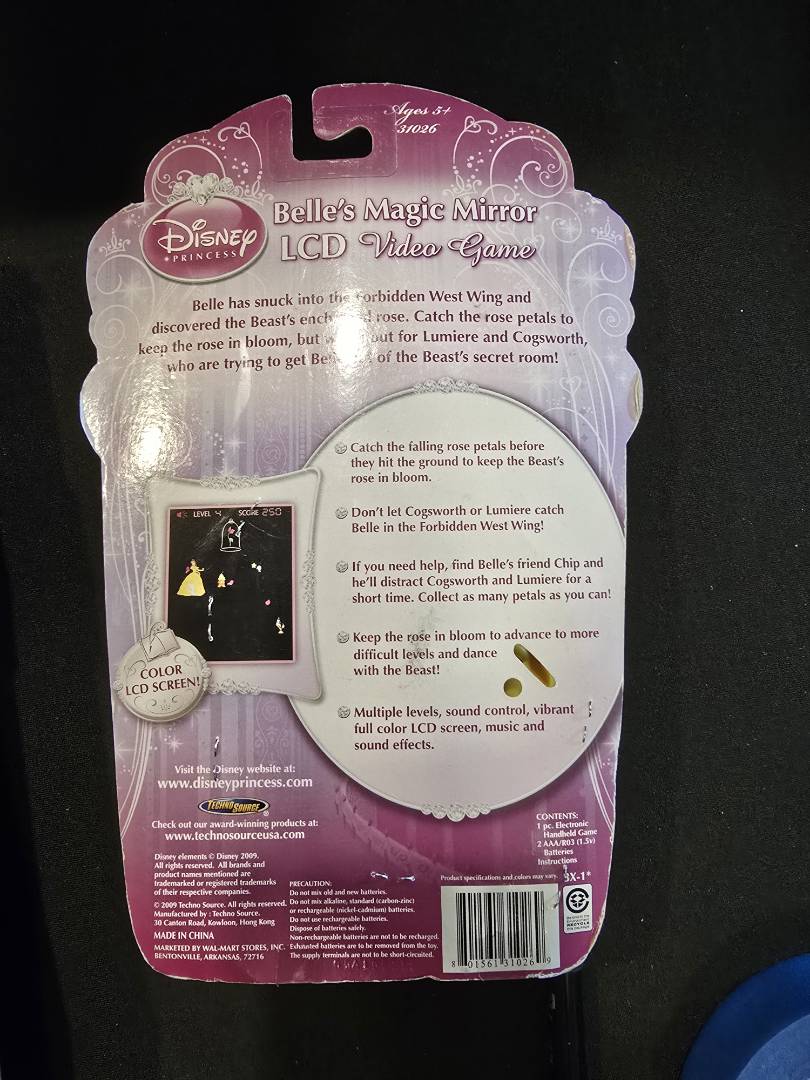 Ages 5+
31026
DISNEY
PRINCESS
Belle's Magic Mirror
LCD Video Game
Belle has snuck into the forbidden West Wing and
discovered the Beast's rose. Catch the rose petals to
keep the rose in bloom, but out for Lumiere and Cogsworth,
who are trying to get of the Beast's secret room!
Catch the falling rose petals before
they hit the ground to keep the Beast's
rose in bloom.
Don't let Cogsworth or Lumiere catch
Belle in the Forbidden West Wing!
If you need help, find Belle's friend Chip and
he'll distract Cogsworth and Lumiere for a
short time. Collect as many petals as you can!
Keep the rose in bloom to advance to more
difficult levels and dance
with the Beast!
Multiple levels, sound control, vibrant
full color LCD screen, music and
sound effects.
LEVEL 4 SCORE 250
COLOR
LCD SCREEN!
Visit the Disney website at:
www.disneyprincess.com
TECHNO SOURCE
Check out our award-winning products at:
www.technosourceusa.com
Disney elements © Disney 2009.
All rights reserved. All brands and
product names mentioned are
trademarked or registered trademarks
of their respective companies.
© 2009 Techno Source. All rights reserved.
Manufactured by : Techno Source.
30 Canton Road, Kowloon, Hong Kong
MADE IN CHINA
MARKETED BY WAL-MART STORES, INC.
BENTONVILLE, ARKANSAS, 72716
PRECAUTION:
Do not mix old and new batteries.
Do not mix alkaline, standard (carbon-zinc)
or rechargeable (nickel-cadmium) batteries.
Do not use rechargeable batteries.
Dispose of batteries safely.
Non-rechargeable batteries are not to be recharged.
Exhausted batteries are to be removed from the toy.
The supply terminals are not to be short-circuited.
CONTENTS:
1 pc. Electronic
Handheld Game
2 AAA/R03 (1.5v)
Batteries
Instructions
Product specifications and colors may vary.
BX-1*
RECYCLE
8 01561 31026 9